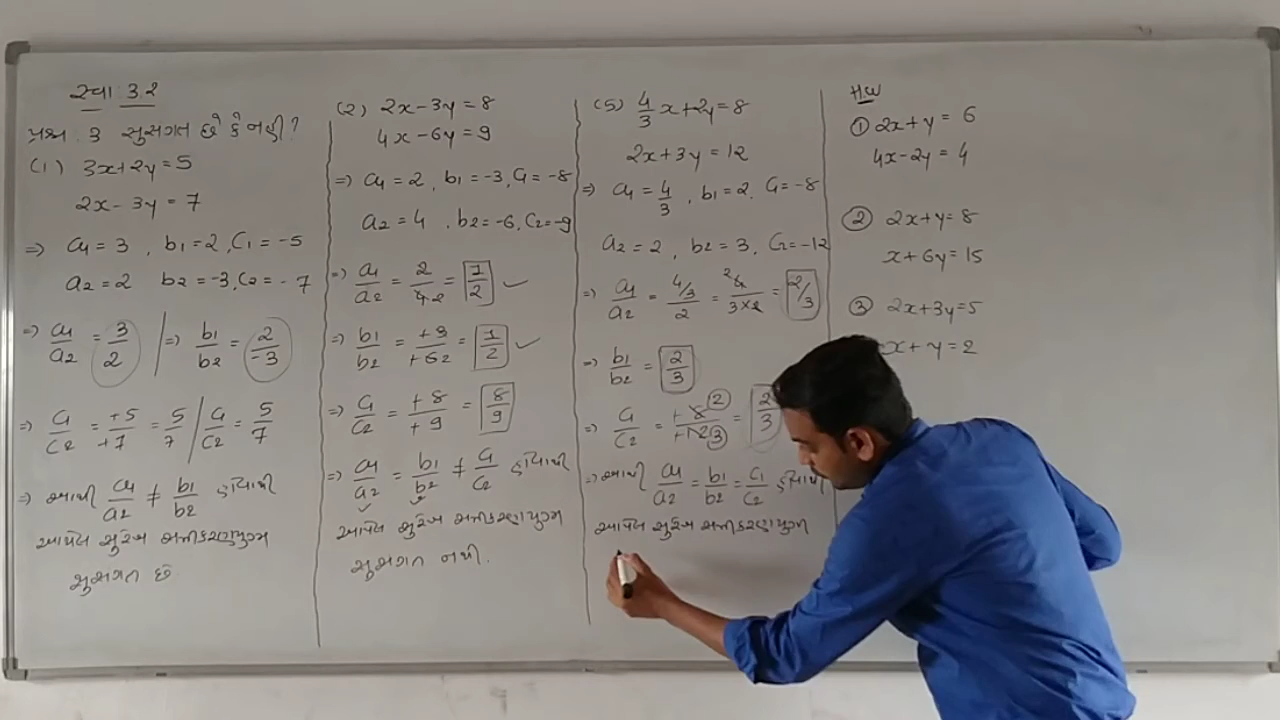 સ્વા 3.2
પ્રશ્ન . 3 સુસંગત છે કે નહીં ?
(1) 3x+2y=5
2x-3y=7
⇒ a1=3 , b1=2, C1=-5
a2=2 b2=-3, C2=-7
⇒ a1/a2 = 3/2 | ⇒ b1/b2 = 2/-3
⇒ C1/C2 = +5/+7 = 5/7 / C1/C2 = 5/7
⇒ આથી a1/a2 ≠ b1/b2 હોવાથી
આપેલ સુરેખ સમીકરણયુગ્મ
સુસંગત છે
(2) 2x-3y=8
4x-6y=9
⇒ a1=2, b1=-3, C1=-8
a2=4 , b2=-6, C2=-9
⇒ a1/a2 = 2/4 2 = 1/2 ✓
⇒ b1/b2 = +3/+6 2 = 1/2 ✓
⇒ C1/C2 = +8/+9 = 8/9
⇒ a1/a2 = b1/b2 ≠ C1/C2 હોવાથી
આપેલ સુરેખ સમીકરણયુગ્મ
સુસંગત નથી.
(5) 4/3 x+2y=8
2x+3y=12
⇒ a1=4/3 , b1=2, C1=-8
a2=2, b2=3, C2=-12
⇒ a1/a2 = 4/3/2 = 2 4/3×2 = 2/3
⇒ b1/b2 = 2/3
⇒ C1/C2 = +8 2/+12 3 = 2/3
⇒ આથી a1/a2 = b1/b2 = C1/C2 હોવાથી
આપેલ સુરેખ સમીકરણયુગ્મ
HW
① 2x+y=6
4x-2y=4
② 2x+y=8
x+6y=15
③ 2x+3y=5
x+y=2